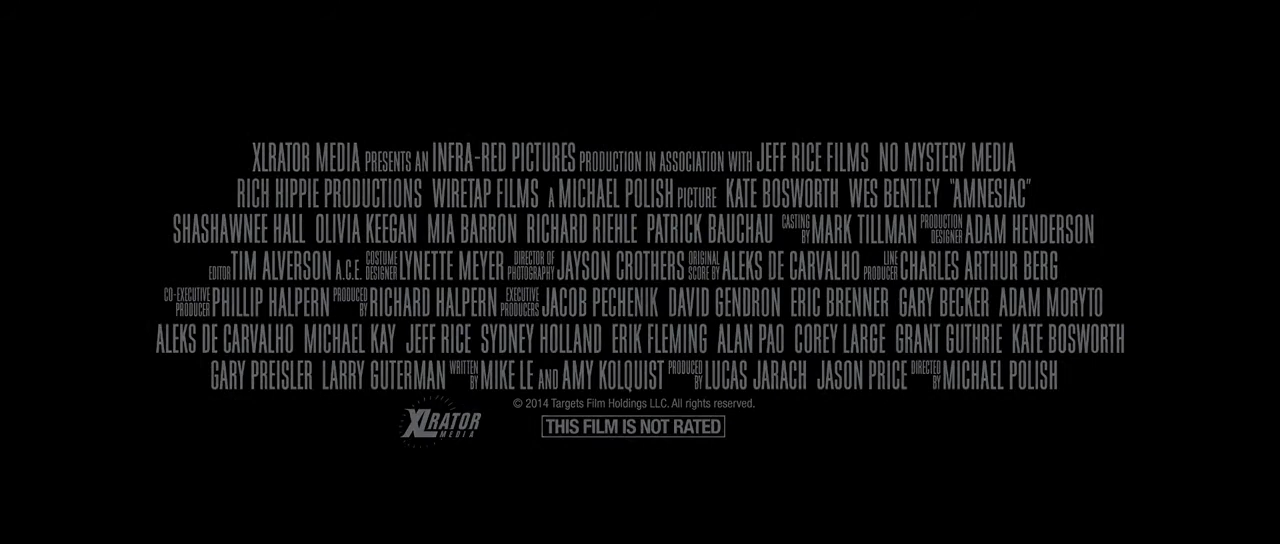 XLRATOR MEDIA PRESENTS AN INFRA-RED PICTURES PRODUCTION IN ASSOCIATION WITH JEFF RICE FILMS NO MYSTERY MEDIA
RICH HIPPIE PRODUCTIONS WIRETAP FILMS A MICHAEL POLISH PICTURE KATE BOSWORTH WES BENTLEY "AMNESIAC"
SHASHAWNEE HALL OLIVIA KEEGAN MIA BARRON RICHARD RIEHLE PATRICK BAUCHAU CASTING BY MARK TILLMAN PRODUCTION DESIGNER ADAM HENDERSON
EDITOR TIM ALVERSON A.C.E. COSTUME DESIGNER LYNETTE MEYER DIRECTOR OF PHOTOGRAPHY JAYSON CROTHERS ORIGINAL SCORE BY ALEKS DE CARVALHO LINE PRODUCER CHARLES ARTHUR BERG
CO-EXECUTIVE PRODUCER PHILLIP HALPERN PRODUCED BY RICHARD HALPERN EXECUTIVE PRODUCERS JACOB PECHENIK DAVID GENDRON ERIC BRENNER GARY BECKER ADAM MORYTO
ALEKS DE CARVALHO MICHAEL KAY JEFF RICE SYDNEY HOLLAND ERIK FLEMING ALAN PAO COREY LARGE GRANT GUTHRIE KATE BOSWORTH
GARY PREISLER LARRY GUTERMAN WRITTEN BY MIKE LE AND AMY KOLQUIST PRODUCED BY LUCAS JARACH JASON PRICE DIRECTED BY MICHAEL POLISH
© 2014 Targets Film Holdings LLC. All rights reserved.
XLRATOR MEDIA
THIS FILM IS NOT RATED